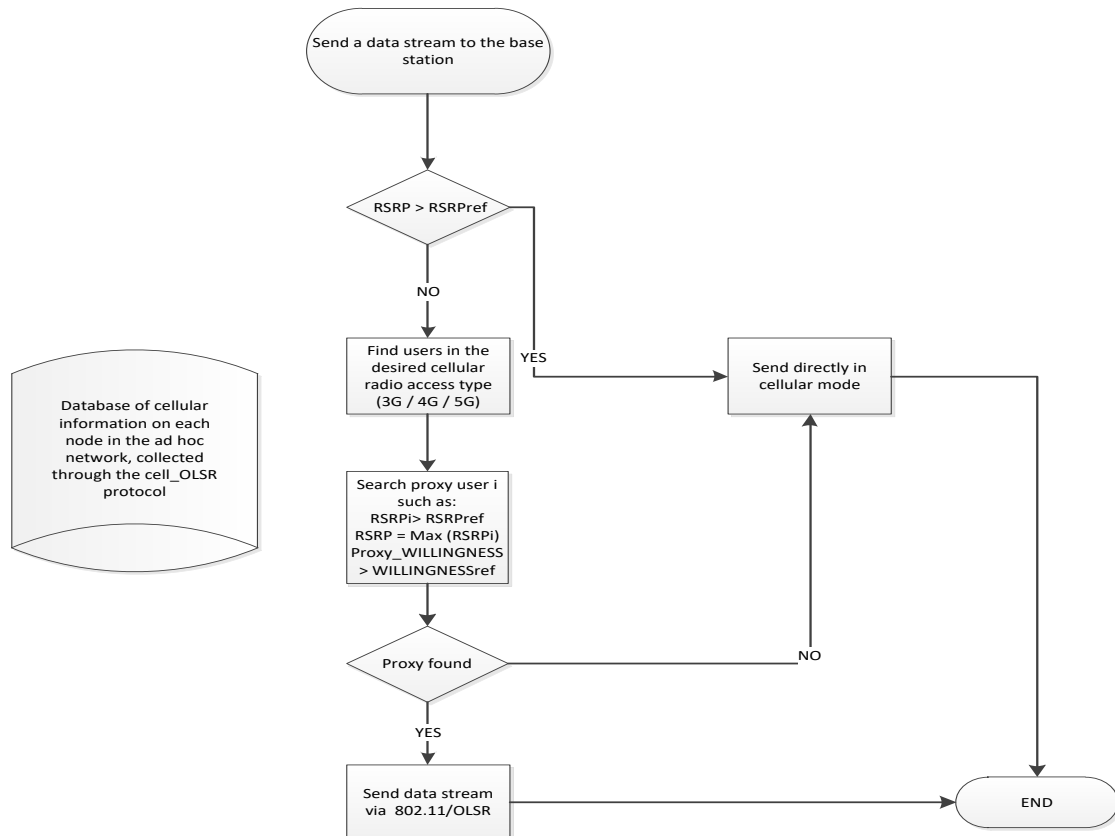 Send a data stream to the base
station
RSRP > RSRPref
NO
Find users in the
desired cellular
radio access type
(3G / 4G / 5G)
YES
Send directly in
cellular mode
Database of cellular
information on each
node in the ad hoc
network, collected
through the cell_OLSR
protocol
Search proxy user i
such as:
RSRPi> RSRPref
RSRP = Max (RSRPi)
Proxy_WILLINGNESS
> WILLINGNESSref
Proxy found
NO
YES
Send data stream
via 802.11/OLSR
END